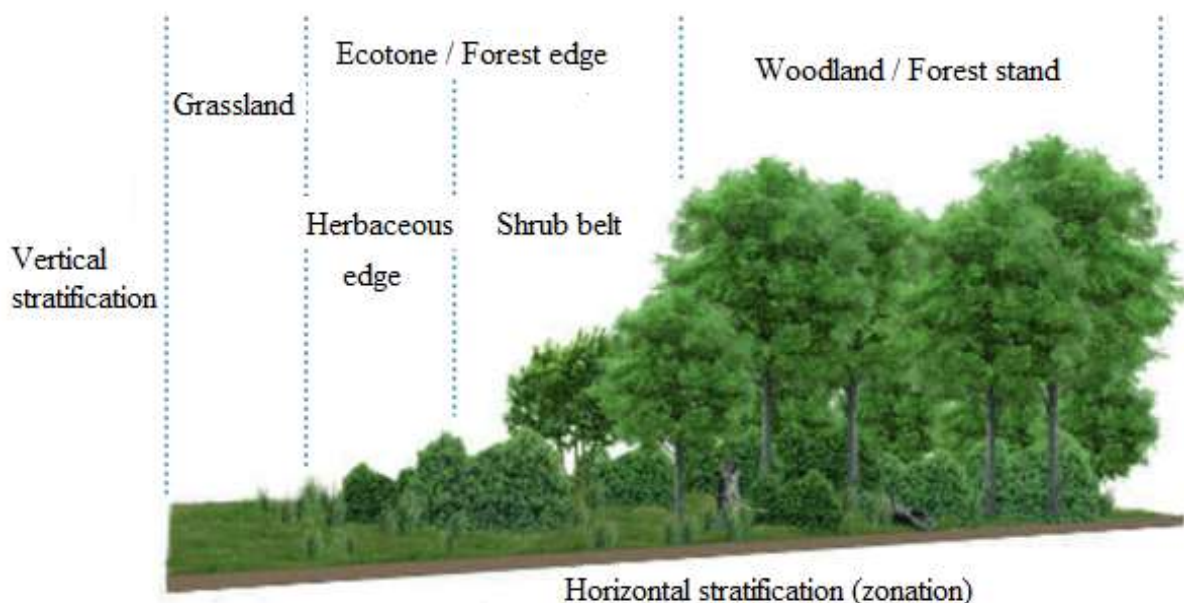 Ecotone / Forest edge
Woodland / Forest stand
Grassland
Herbaceous
edge
Shrub belt
Vertical
stratification
Horizontal stratification (zonation)